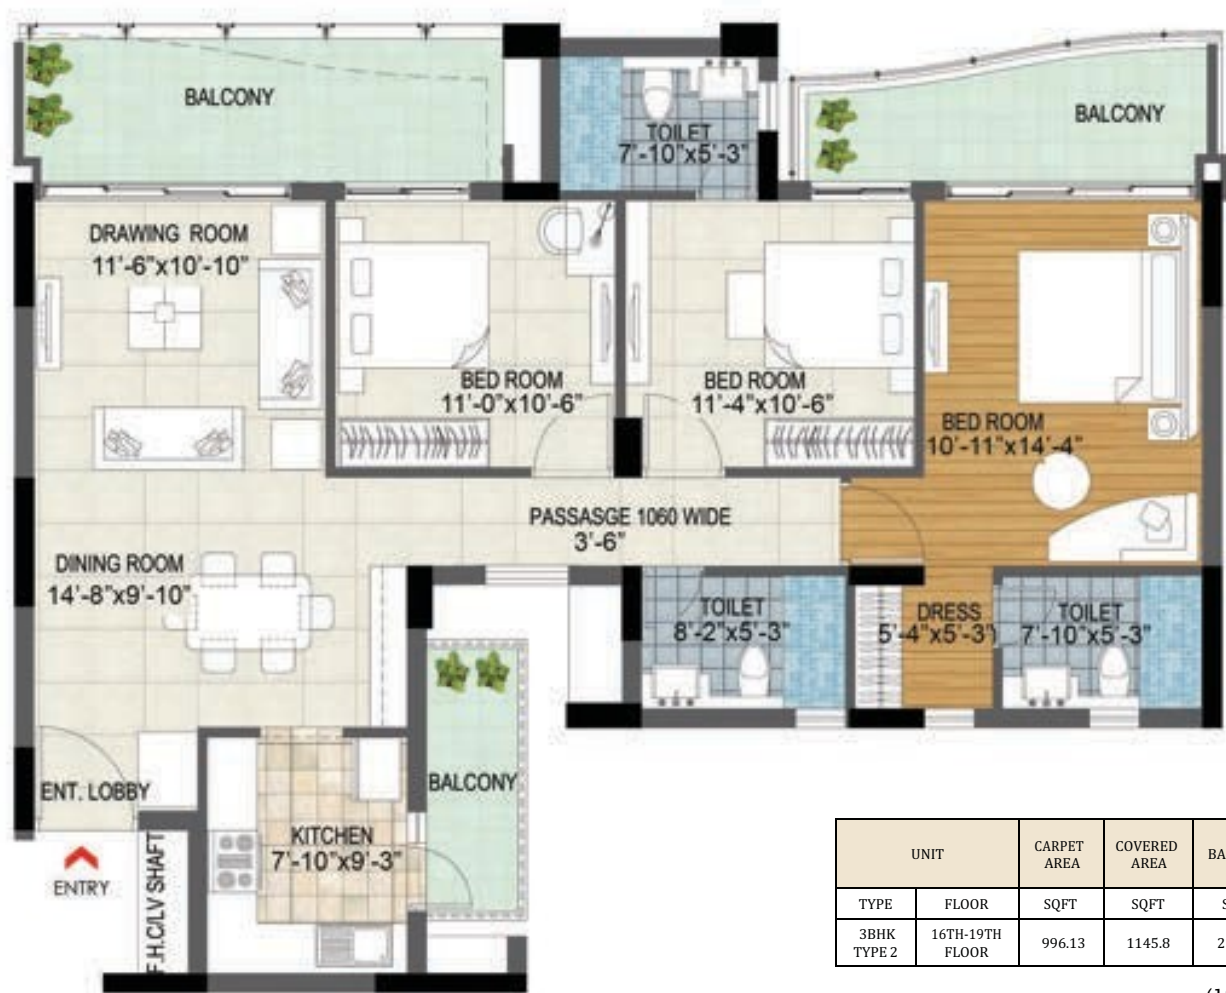 BALCONY
TOILET
7'-10"x5'-3"
BALCONY
DRAWING ROOM
11'-6"x10'-10"
BED ROOM
11'-0"x10'-6"
BED ROOM
11'-4"x10'-6"
BED ROOM
10'-11"x14'-4"
PASSASGE 1060 WIDE
3'-6"
DINING ROOM
14'-8"x9'-10"
TOILET
8'-2"x5'-3"
DRESS
5'-4"x5'-3"
TOILET
7'-10"x5'-3"
ENT. LOBBY
BALCONY
KITCHEN
7'-10"x9'-3"
ENTRY
F.H.C/LV SHAFT
UNIT CARPET AREA COVERED AREA BA
TYPE FLOOR SQFT SQFT S
3BHK TYPE 2 16TH-19TH FLOOR 996.13 1145.8 2